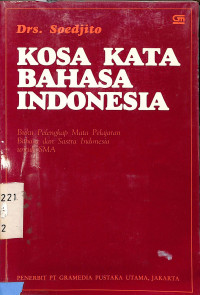 GM
Drs. Soedjito
KOSA KATA
BAHASA
INDONESIA
Buku Pelengkap Mata Pelajaran
Bahasa dan Sastra Indonesia
untuk SMA
221
2
PENERBIT PT GRAMEDIA PUSTAKA UTAMA, JAKARTA